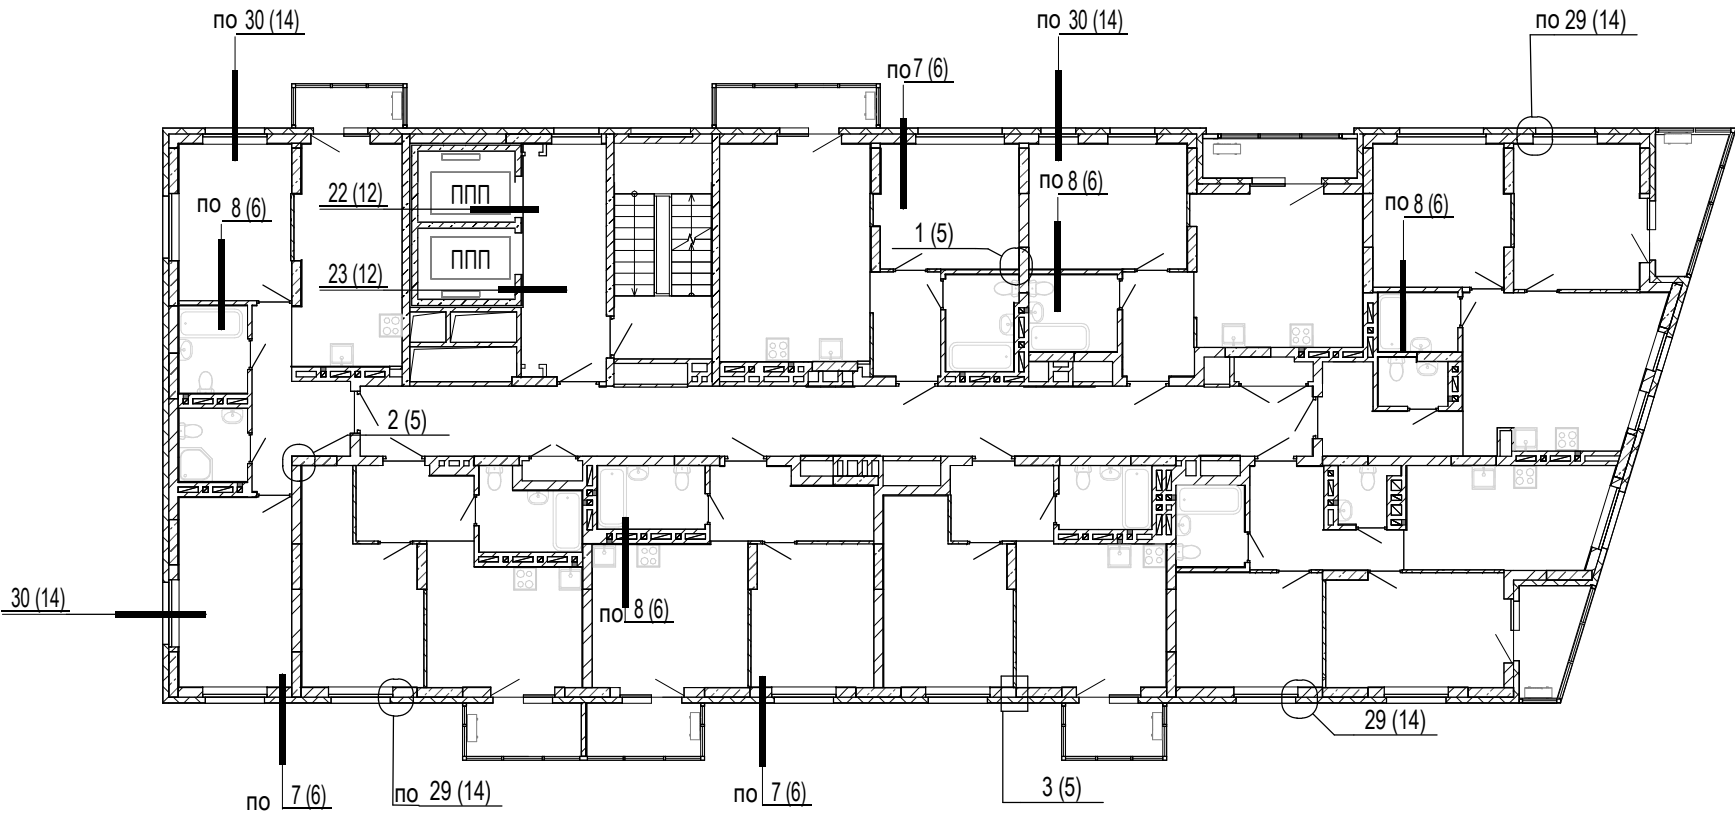 по 30 (14)
по 30 (14)
по 29 (14)
по 7 (6)
по 8 (6)
22 (12)
ППП
по 8 (6)
по 8 (6)
1 (5)
23 (12)
ППП
2 (5)
30 (14)
по 8 (6)
29 (14)
по 7 (6)
по 29 (14)
по 7 (6)
3 (5)